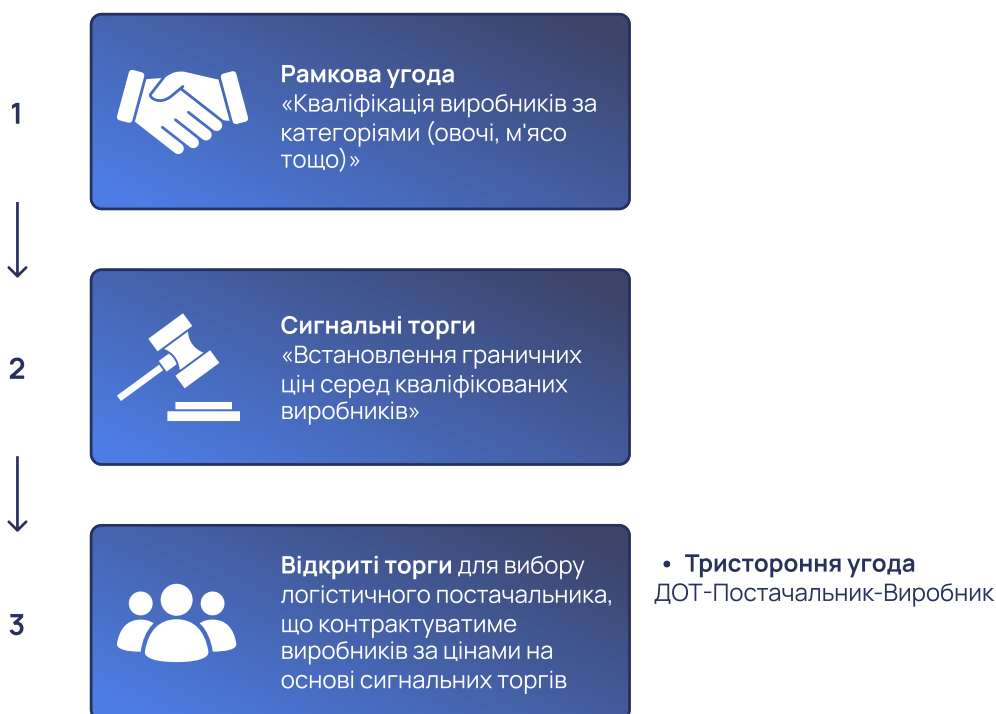 1
Рамкова угода
«Кваліфікація виробників за
категоріями (овочі, м'ясо
тощо)»
2
Сигнальні торги
«Встановлення граничних
цін серед кваліфікованих
виробників»
3
Відкриті торги для вибору
логістичного постачальника,
що контрактуватиме
виробників за цінами на
основі сигнальних торгів
• Тристороння угода
ДОТ-Постачальник-Виробник